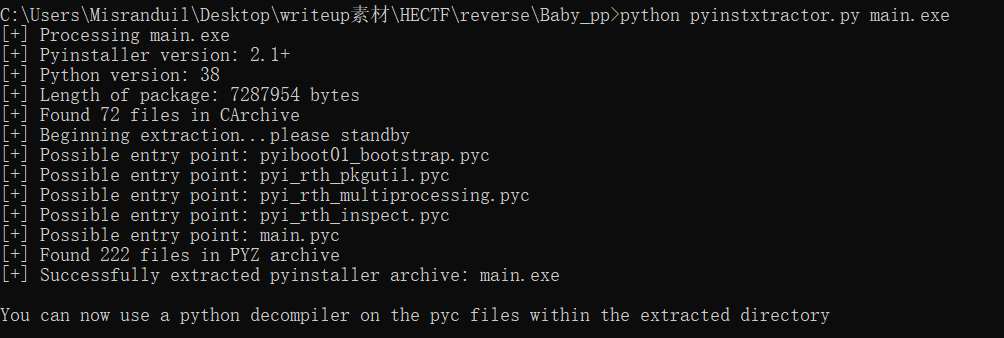 C:\Users\Misranduil\Desktop\writeup素材\HECTF\reverse\Baby_pp>python pyinstxtractor.py main.exe
[+] Processing main.exe
[+] Pyinstaller version: 2.1+
[+] Python version: 38
[+] Length of package: 7287954 bytes
[+] Found 72 files in CArchive
[+] Beginning extraction...please standby
[+] Possible entry point: pyiboot01_bootstrap.pyc
[+] Possible entry point: pyi_rth_pkgutil.pyc
[+] Possible entry point: pyi_rth_multiprocessing.pyc
[+] Possible entry point: pyi_rth_inspect.pyc
[+] Possible entry point: main.pyc
[+] Found 222 files in PYZ archive
[+] Successfully extracted pyinstaller archive: main.exe
You can now use a python decompiler on the pyc files within the extracted directory